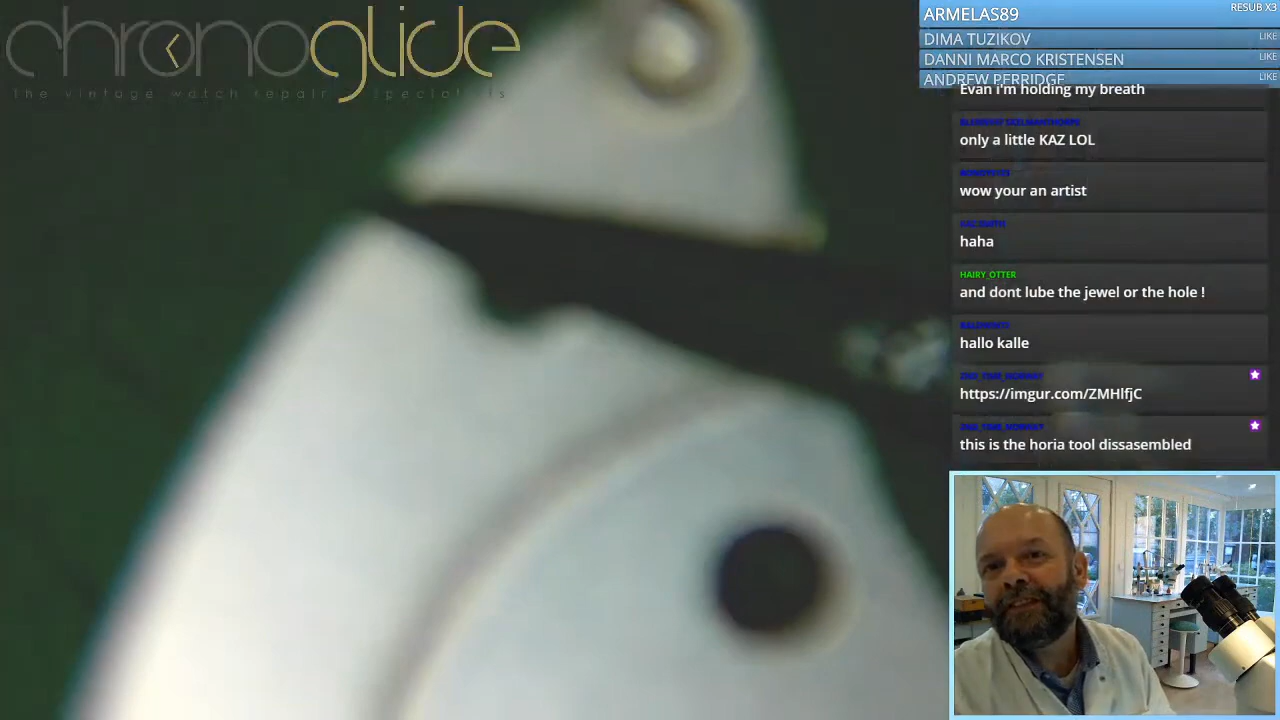 chronoglide
The vintage watch repair specialists
ARMELAS89
RESUB X3
DIMA TUZIKOV
LIKE
DANNI MARCO KRISTENSEN
LIKE
ANDREW PERRIDGE
LIKE
Evan i'm holding my breath
only a little KAZ LOL
wow your an artist
haha
HAIRY_OTTER
and dont lube the jewel or the hole !
hallo kalle
https://imgur.com/ZMHlfjC
this is the horia tool dissasembled